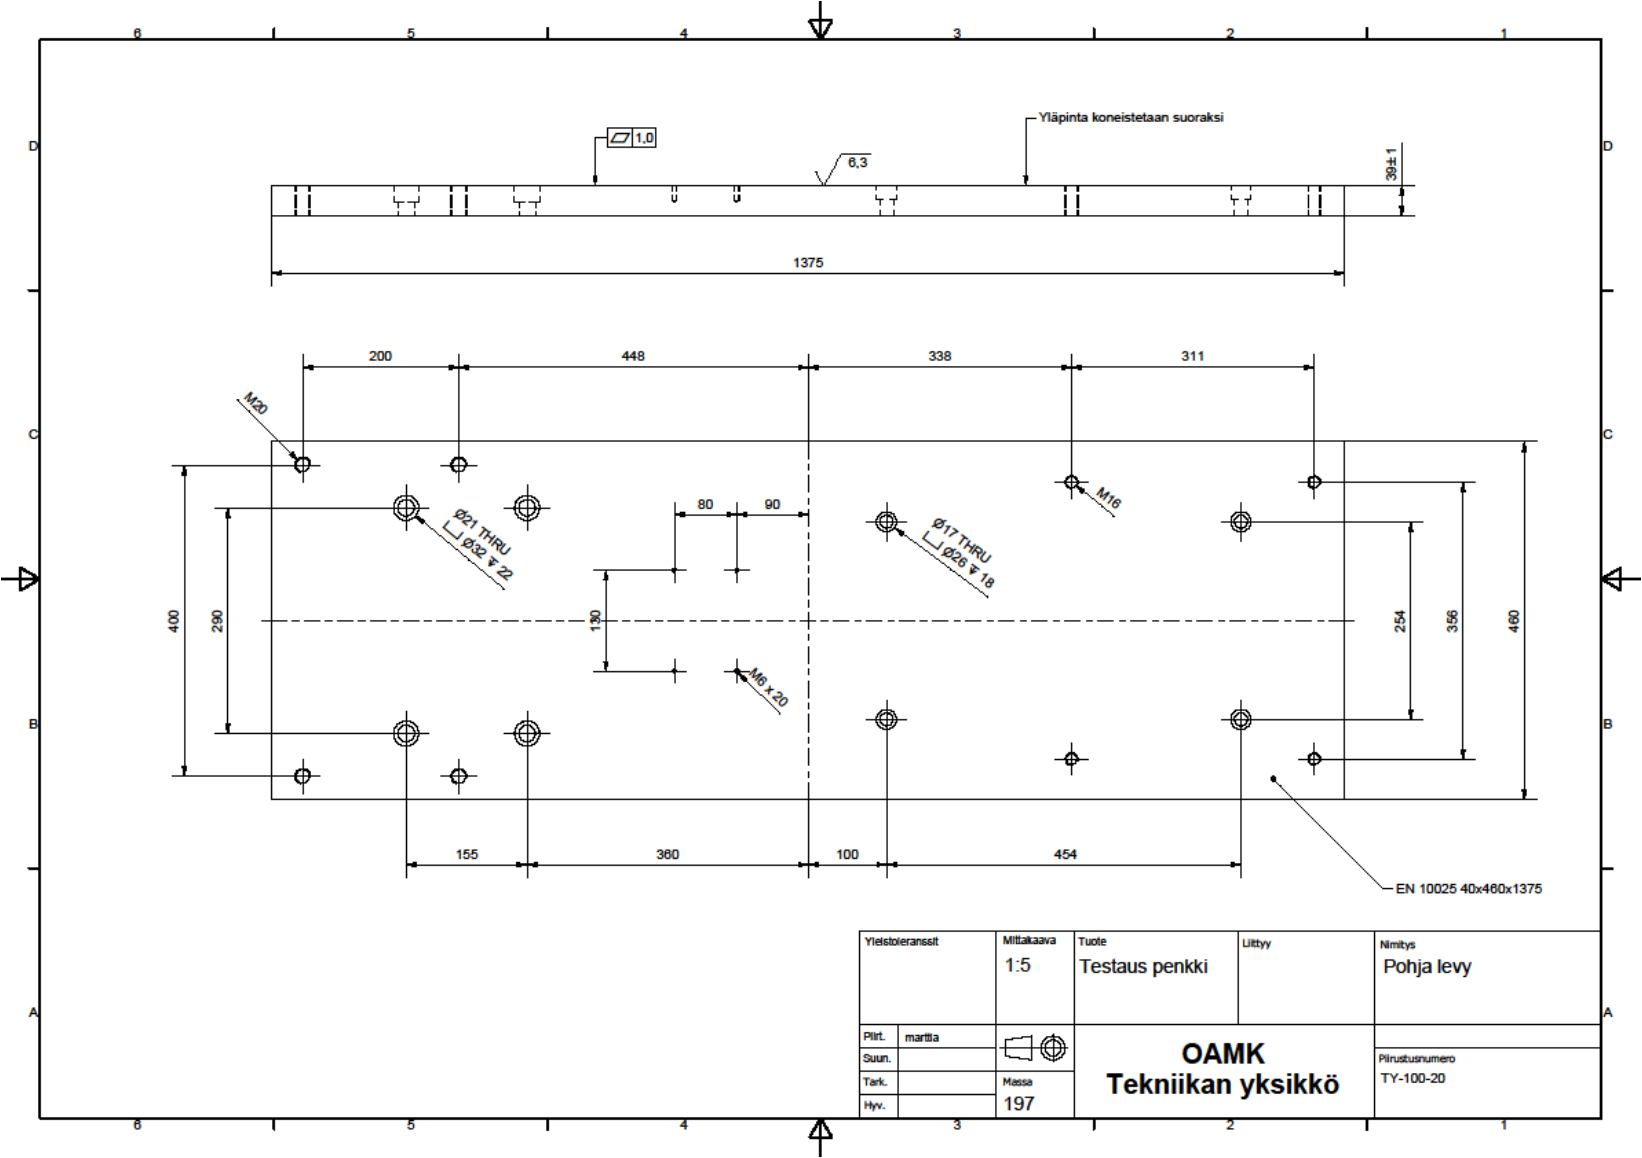 6 5 4 3 2 1
D D
Yläpinta koneistetaan suoraksi
1,0
6,3
39±1
1375
200 448 338 311
M20
C C
M16
80 90
Ø21 THRU
⌴ Ø32 ↧ 22
Ø17 THRU
⌴ Ø26 ↧ 18
400 290 130 254 356 460
M6 x 20
B B
155 360 100 454
EN 10025 40x460x1375
Yleistoleranssit
Mittakaava
1:5
Tuote
Testaus penkki
Liittyy
Nimitys
Pohja levy
A A
Piirt. marttia
Suun.
Tark.
Hyv.
Massa
197
OAMK
Tekniikan yksikkö
Piirustusnumero
TY-100-20
6 5 4 3 2 1